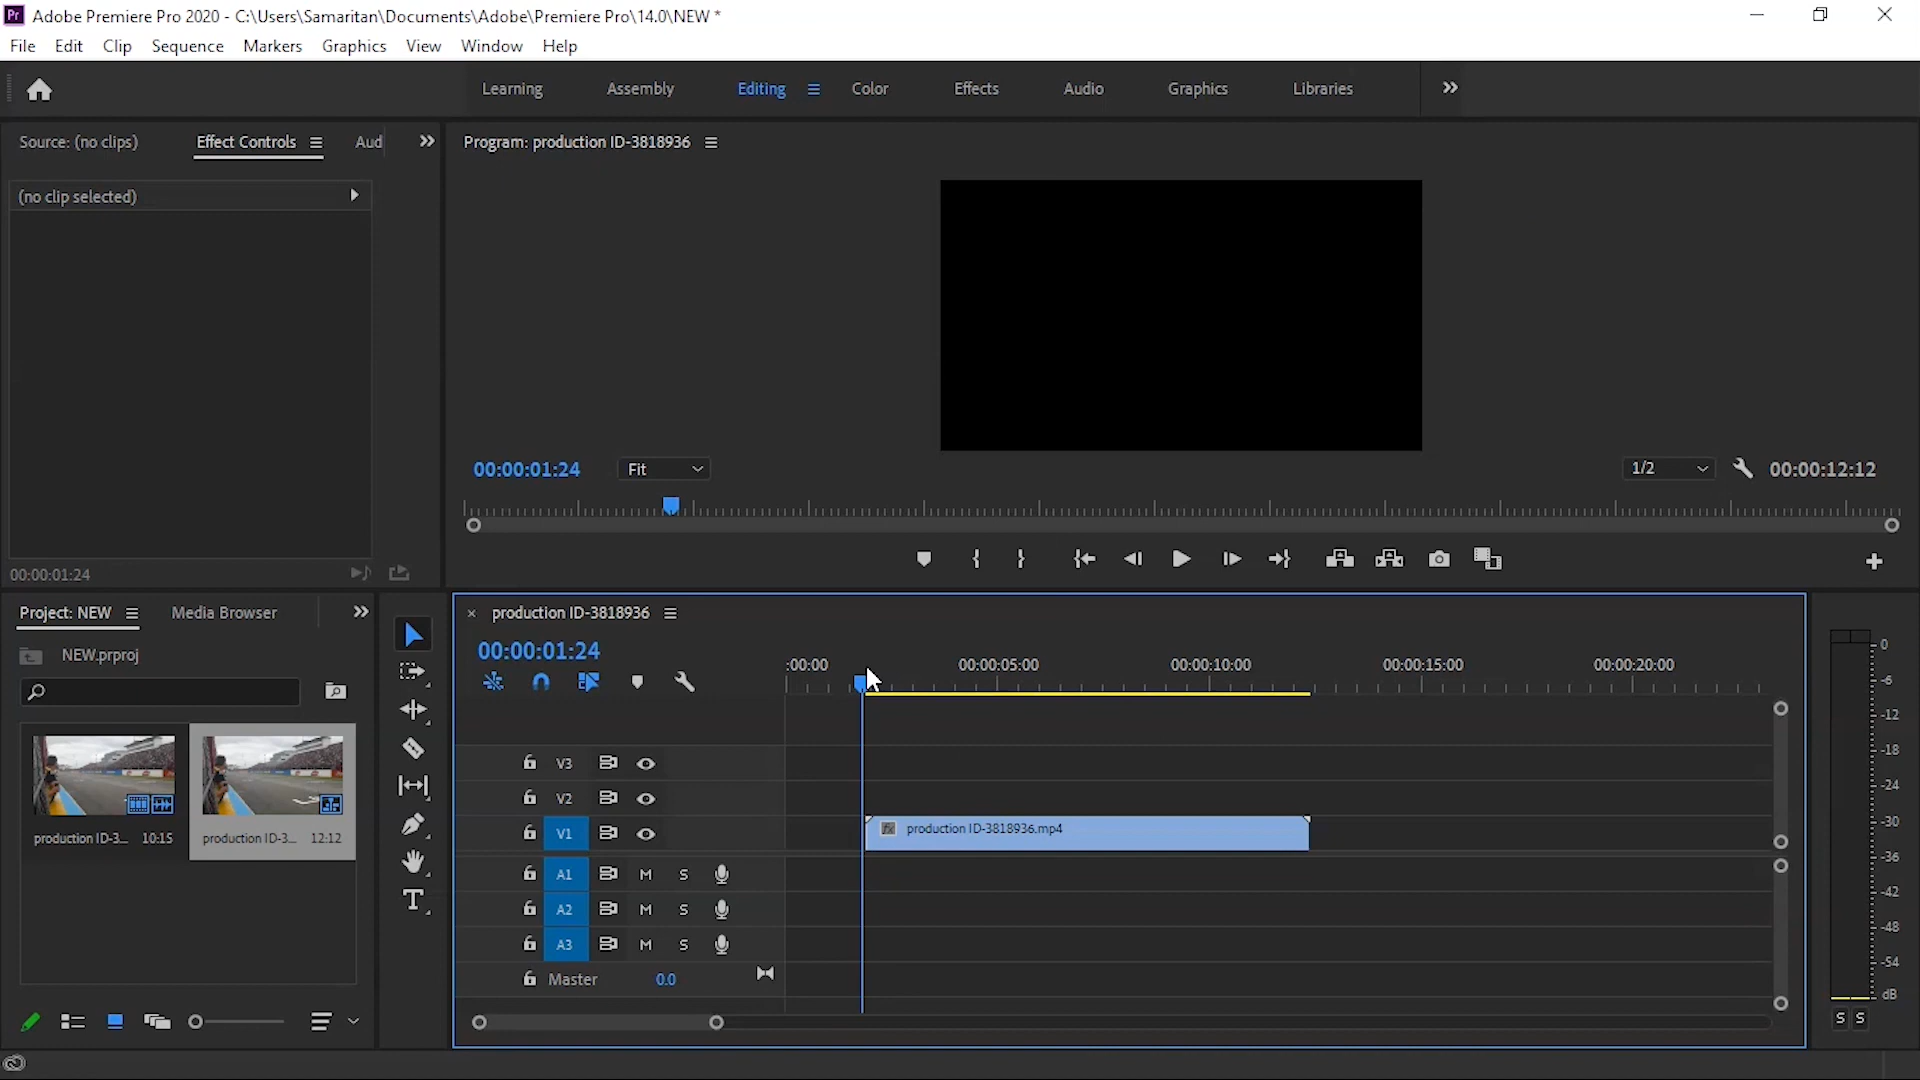 Pr Adobe Premiere Pro 2020 - C:\Users\Samaritan\Documents\Adobe\Premiere Pro\14.0\NEW *
File Edit Clip Sequence Markers Graphics View Window Help
Learning Assembly Editing Color Effects Audio Graphics Libraries
Source: (no clips) Effect Controls Aud
Program: production ID-3818936
(no clip selected)
00:00:01:24 Fit 1/2 00:00:12:12
00:00:01:24
Project: NEW Media Browser
NEW.prproj
production ID-3... 10:15
production ID-3... 12:12
× production ID-3818936
00:00:01:24
:00:00 00:00:05:00 00:00:10:00 00:00:15:00 00:00:20:00
V3
V2
V1
fx production ID-3818936.mp4
A1 M S
A2 M S
A3 M S
Master 0.0
0
-6
-12
-18
-24
-30
-36
-42
-48
-54
dB
S S